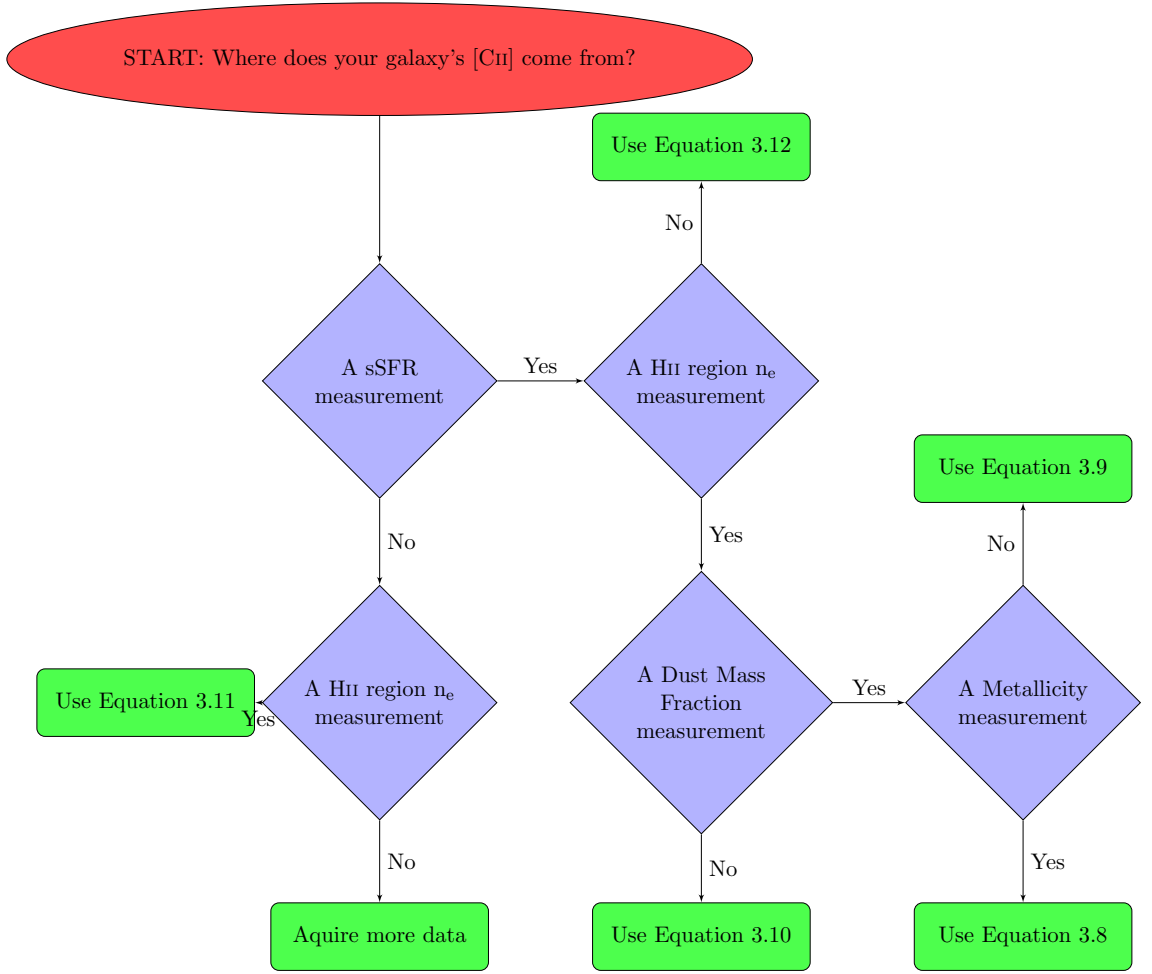 START: Where does your galaxy's [CII] come from?
Use Equation 3.12
No
A sSFR
measurement
Yes
A HII region ne
measurement
Use Equation 3.9
No
Yes
No
Use Equation 3.11
Yes
A HII region ne
measurement
A Dust Mass
Fraction
measurement
Yes
A Metallicity
measurement
No
No
Yes
Aquire more data
Use Equation 3.10
Use Equation 3.8